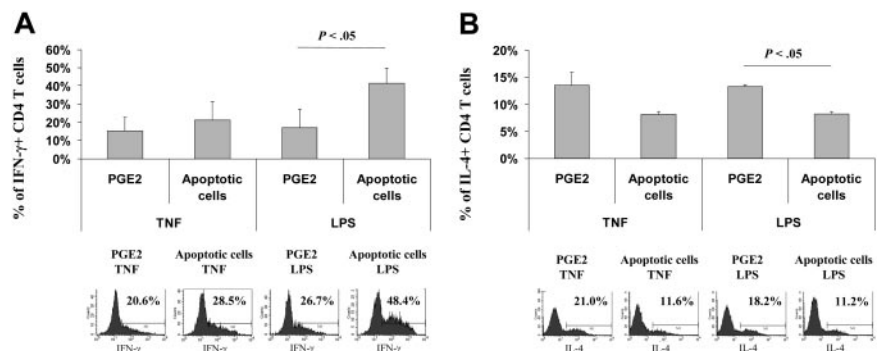 A
% of IFN-γ+ CD4 T cells
60%
50%
40%
30%
20%
10%
0%
P < .05
PGE2
Apoptotic cells
PGE2
Apoptotic cells
TNF
LPS
PGE2 TNF
Apoptotic cells TNF
PGE2 LPS
Apoptotic cells LPS
20.6%
28.5%
26.7%
48.4%
IFN-γ
IFN-γ
IFN-γ
IFN-γ
B
% of IL-4+ CD4 T cells
20%
15%
10%
5%
0%
P < .05
PGE2
Apoptotic cells
PGE2
Apoptotic cells
TNF
LPS
PGE2 TNF
Apoptotic cells TNF
PGE2 LPS
Apoptotic cells LPS
21.0%
11.6%
18.2%
11.2%
IL-4
IL-4
IL-4
IL-4